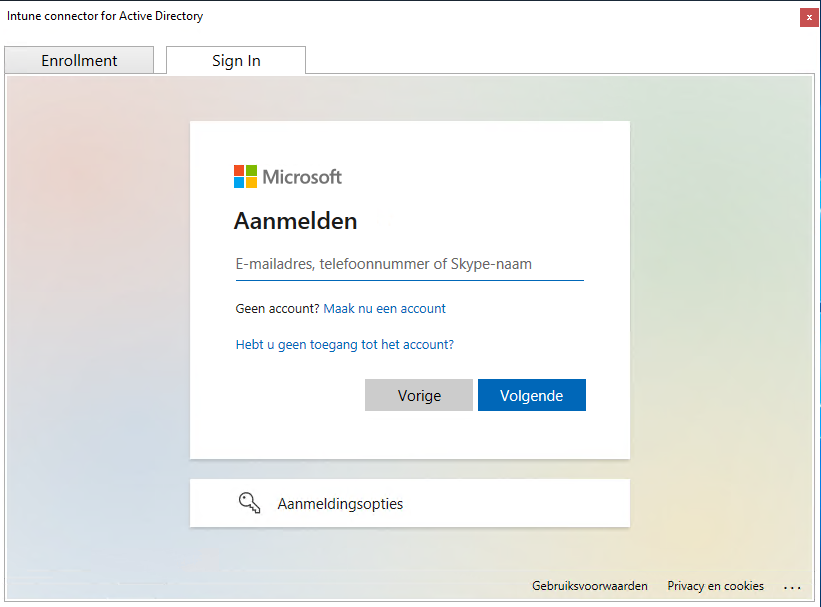 Intune connector for Active Directory
x
Enrollment
Sign In
Microsoft
Aanmelden
E-mailadres, telefoonnummer of Skype-naam
Geen account? Maak nu een account
Hebt u geen toegang tot het account?
Vorige
Volgende
Aanmeldingsopties
Gebruiksvoorwaarden Privacy en cookies ...